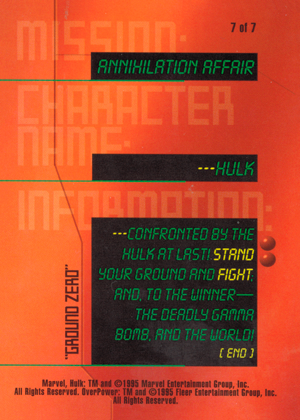 7 of 7
MISSION:
ANNIHILATION AFFAIR
CHARACTER
NAME:
---HULK
INFORMATION:
---CONFRONTED BY THE
HULK AT LAST! STAND
YOUR GROUND AND FIGHT.
AND, TO THE WINNER—
THE DEADLY GAMMA
BOMB, AND THE WORLD!
( END )
"GROUND ZERO"
Marvel, Hulk: TM and ©1995 Marvel Entertainment Group, Inc.
All Rights Reserved. OverPower: TM and ©1995 Fleer Entertainment Group, Inc.
All Rights Reserved.